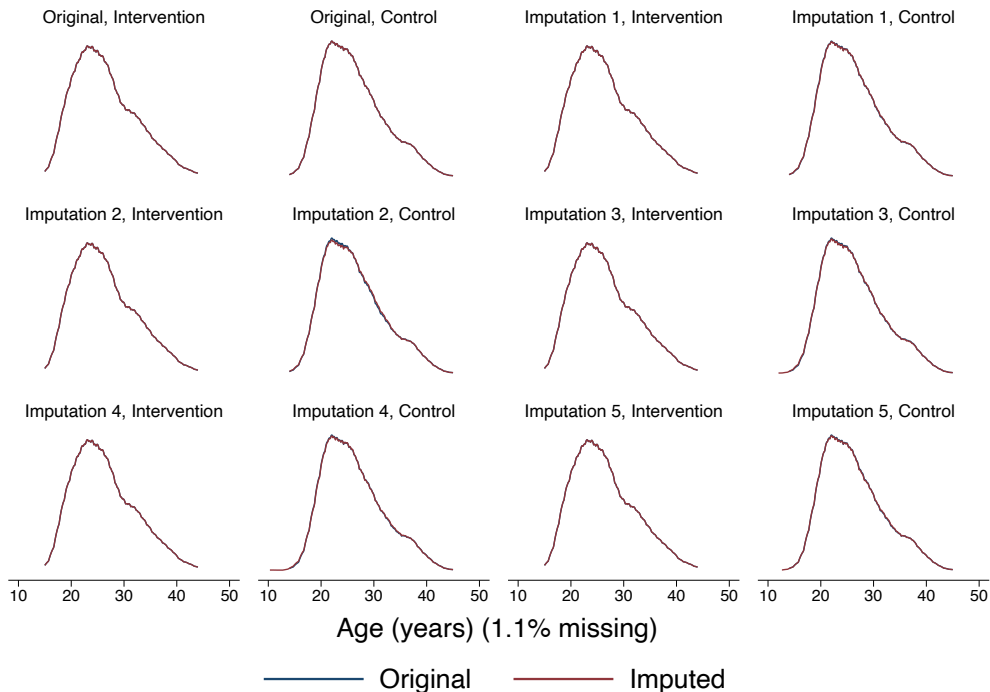 Original, Intervention
Original, Control
Imputation 1, Intervention
Imputation 1, Control
Imputation 2, Intervention
Imputation 2, Control
Imputation 3, Intervention
Imputation 3, Control
Imputation 4, Intervention
Imputation 4, Control
Imputation 5, Intervention
Imputation 5, Control
10 20 30 40 50
10 20 30 40 50
10 20 30 40 50
10 20 30 40 50
Age (years) (1.1% missing)
Original
Imputed